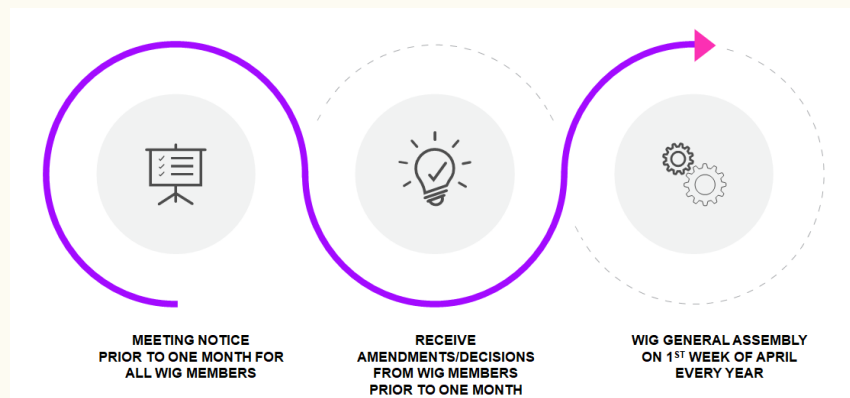 MEETING NOTICE
PRIOR TO ONE MONTH FOR
ALL WIG MEMBERS
RECEIVE
AMENDMENTS/DECISIONS
FROM WIG MEMBERS
PRIOR TO ONE MONTH
WIG GENERAL ASSEMBLY
ON 1ST WEEK OF APRIL
EVERY YEAR